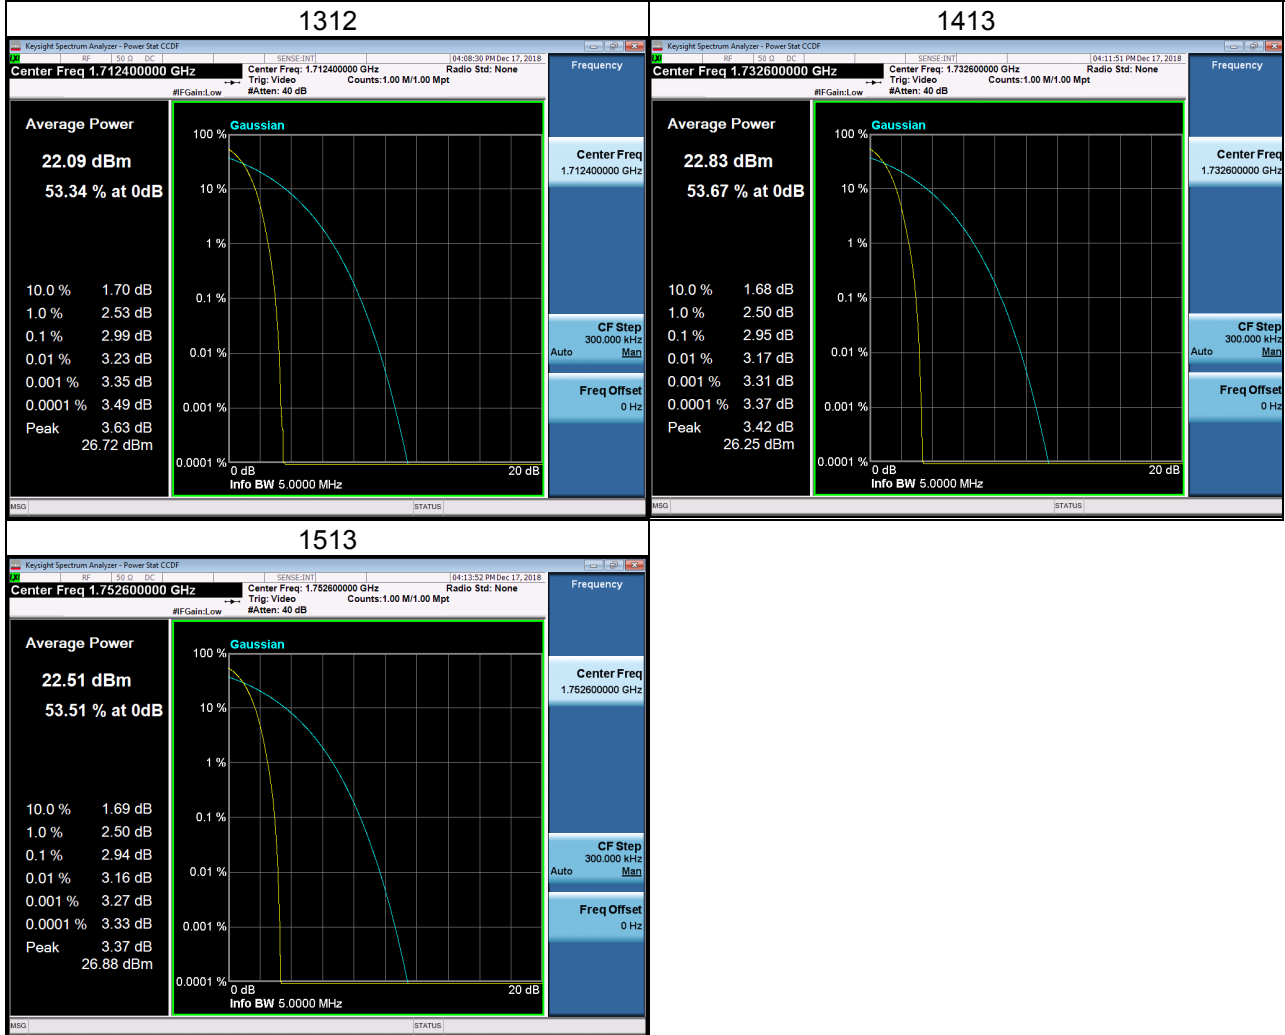 1312
Keysight Spectrum Analyzer - Power Stat CCDF
LXI RF 50 Ω DC SENSE:INT 04:08:30 PM Dec 17, 2018
Center Freq 1.712400000 GHz
Center Freq: 1.712400000 GHz Radio Std: None
Trig: Video Counts:1.00 M/1.00 Mpt
#IFGain:Low #Atten: 40 dB
Average Power
22.09 dBm
53.34 % at 0dB
10.0 % 1.70 dB
1.0 % 2.53 dB
0.1 % 2.99 dB
0.01 % 3.23 dB
0.001 % 3.35 dB
0.0001 % 3.49 dB
Peak 3.63 dB
26.72 dBm
Gaussian
100 %
10 %
1 %
0.1 %
0.01 %
0.001 %
0.0001 %
0 dB 20 dB
Info BW 5.0000 MHz
Frequency
Center Freq
1.712400000 GHz
CF Step
300.000 kHz
Auto Man
Freq Offset
0 Hz
MSG STATUS
1413
Keysight Spectrum Analyzer - Power Stat CCDF
LXI RF 50 Ω DC SENSE:INT 04:11:51 PM Dec 17, 2018
Center Freq 1.732600000 GHz
Center Freq: 1.732600000 GHz Radio Std: None
Trig: Video Counts:1.00 M/1.00 Mpt
#IFGain:Low #Atten: 40 dB
Average Power
22.83 dBm
53.67 % at 0dB
10.0 % 1.68 dB
1.0 % 2.50 dB
0.1 % 2.95 dB
0.01 % 3.17 dB
0.001 % 3.31 dB
0.0001 % 3.37 dB
Peak 3.42 dB
26.25 dBm
Gaussian
100 %
10 %
1 %
0.1 %
0.01 %
0.001 %
0.0001 %
0 dB 20 dB
Info BW 5.0000 MHz
Frequency
Center Freq
1.732600000 GHz
CF Step
300.000 kHz
Auto Man
Freq Offset
0 Hz
MSG STATUS
1513
Keysight Spectrum Analyzer - Power Stat CCDF
LXI RF 50 Ω DC SENSE:INT 04:13:52 PM Dec 17, 2018
Center Freq 1.752600000 GHz
Center Freq: 1.752600000 GHz Radio Std: None
Trig: Video Counts:1.00 M/1.00 Mpt
#IFGain:Low #Atten: 40 dB
Average Power
22.51 dBm
53.51 % at 0dB
10.0 % 1.69 dB
1.0 % 2.50 dB
0.1 % 2.94 dB
0.01 % 3.16 dB
0.001 % 3.27 dB
0.0001 % 3.33 dB
Peak 3.37 dB
26.88 dBm
Gaussian
100 %
10 %
1 %
0.1 %
0.01 %
0.001 %
0.0001 %
0 dB 20 dB
Info BW 5.0000 MHz
Frequency
Center Freq
1.752600000 GHz
CF Step
300.000 kHz
Auto Man
Freq Offset
0 Hz
MSG STATUS